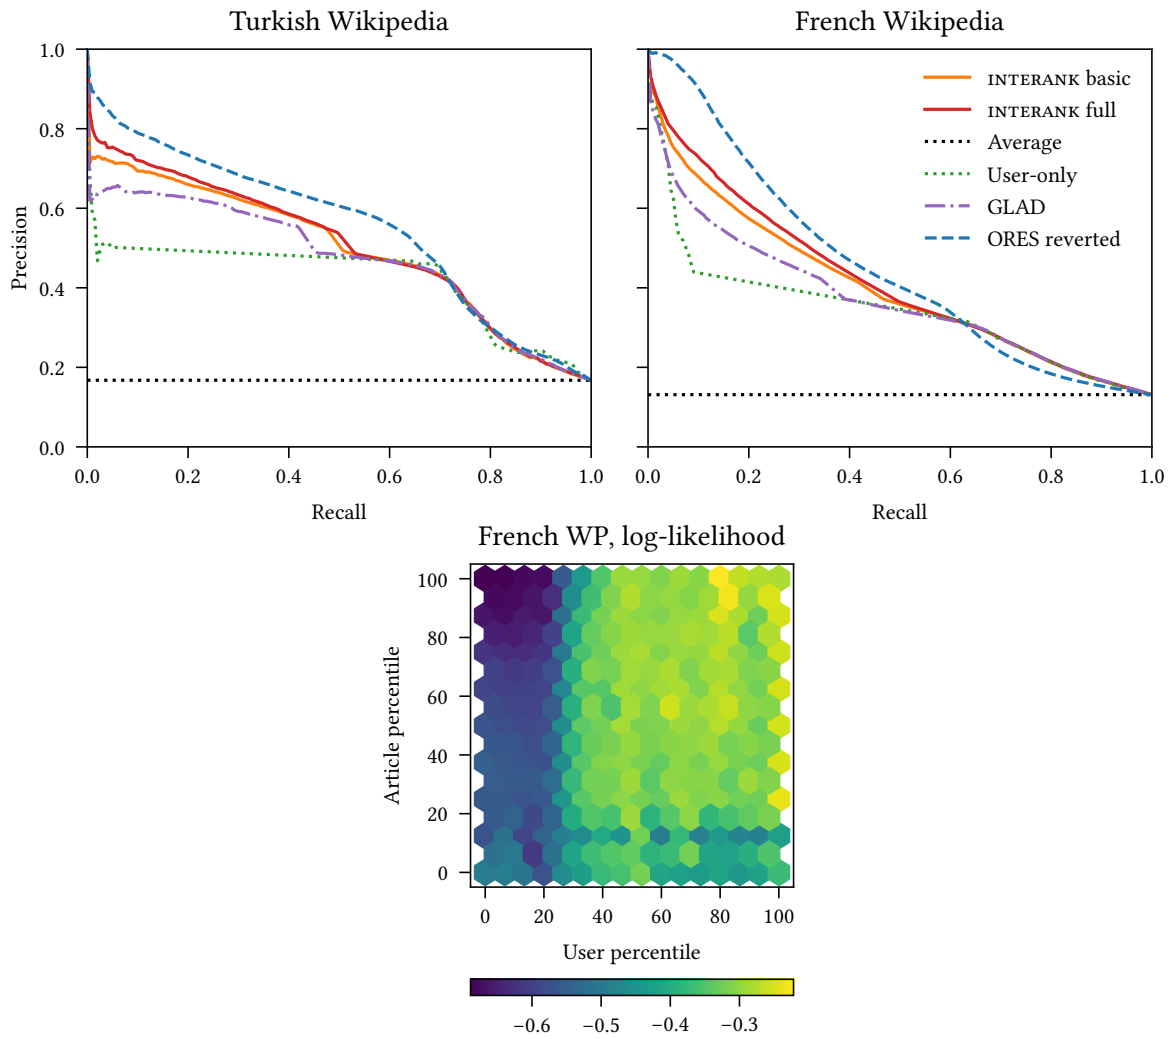 Turkish Wikipedia
French Wikipedia
Precision
1.0
0.8
0.6
0.4
0.2
0.0
0.0 0.2 0.4 0.6 0.8 1.0
Recall
INTERANK basic
INTERANK full
Average
User-only
GLAD
ORES reverted
0.0 0.2 0.4 0.6 0.8 1.0
Recall
French WP, log-likelihood
Article percentile
100
80
60
40
20
0
0 20 40 60 80 100
User percentile
−0.6 −0.5 −0.4 −0.3